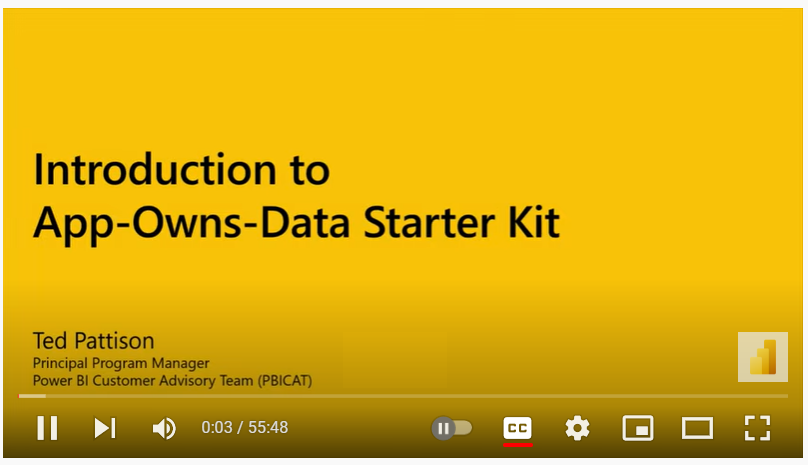 Introduction to
App-Owns-Data Starter Kit
Ted Pattison
Principal Program Manager
Power BI Customer Advisory Team (PBICAT)
0:03 / 55:48
CC